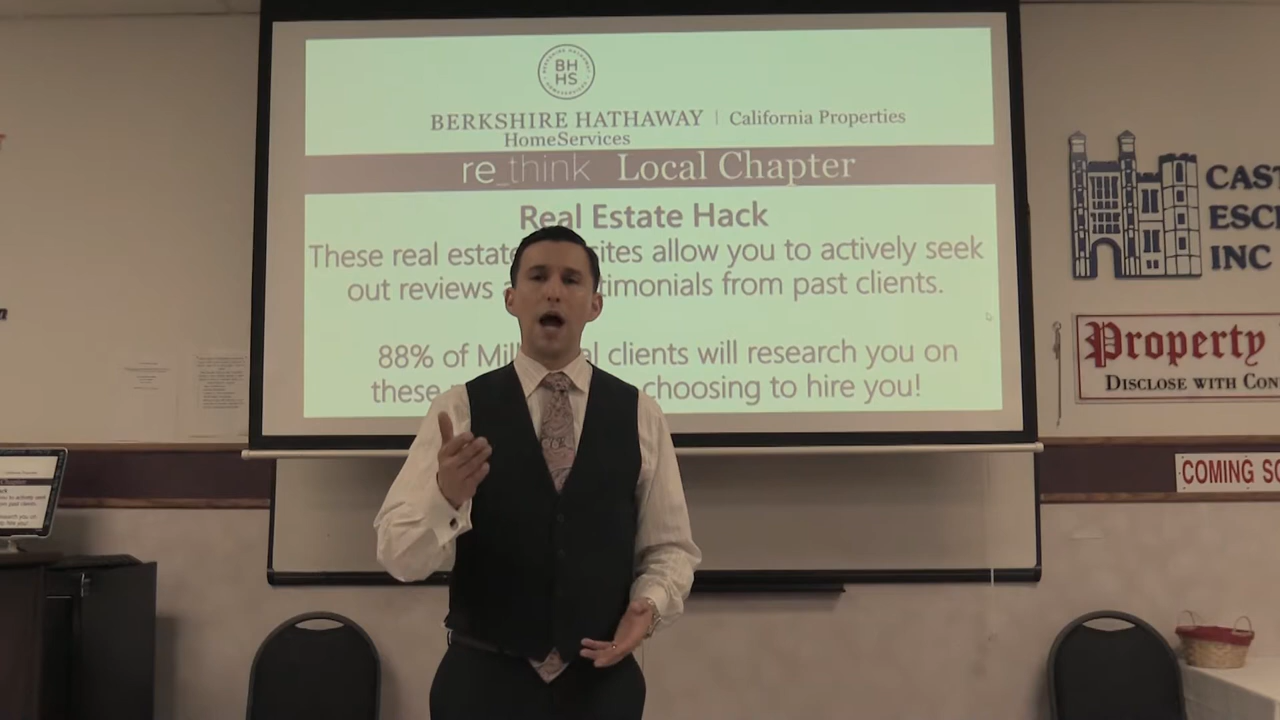 BH
HS
BERKSHIRE HATHAWAY | California Properties
HomeServices
re_think Local Chapter
Real Estate Hack
These real estate sites allow you to actively seek
out reviews timonials from past clients.
88% of Mill al clients will research you on
these choosing to hire you!
CAST
ESC
INC
Property
DISCLOSE WITH CON
COMING SO